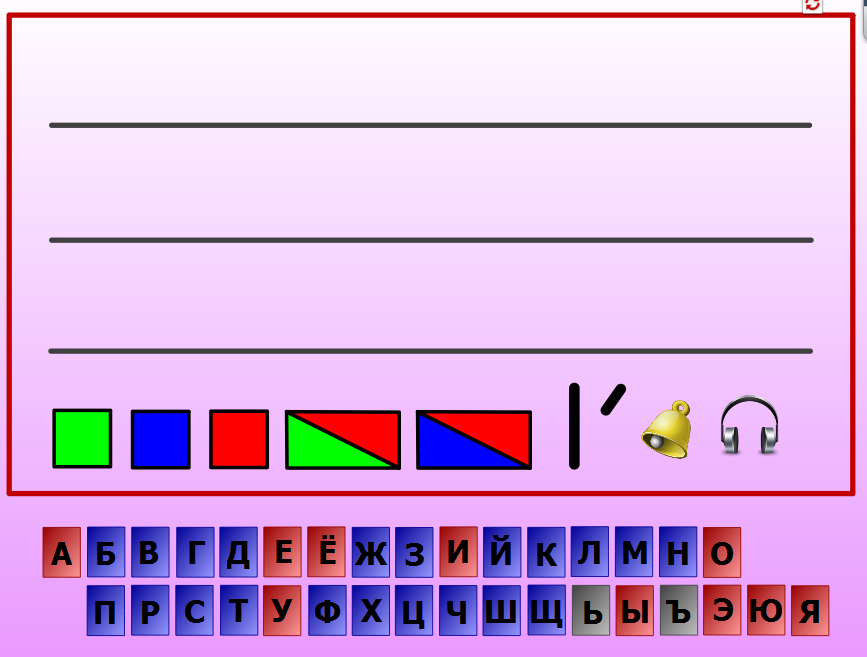 А Б В Г Д Е Ё Ж З И Й К Л М Н О
П Р С Т У Ф Х Ц Ч Ш Щ Ь Ы Ъ Э Ю Я